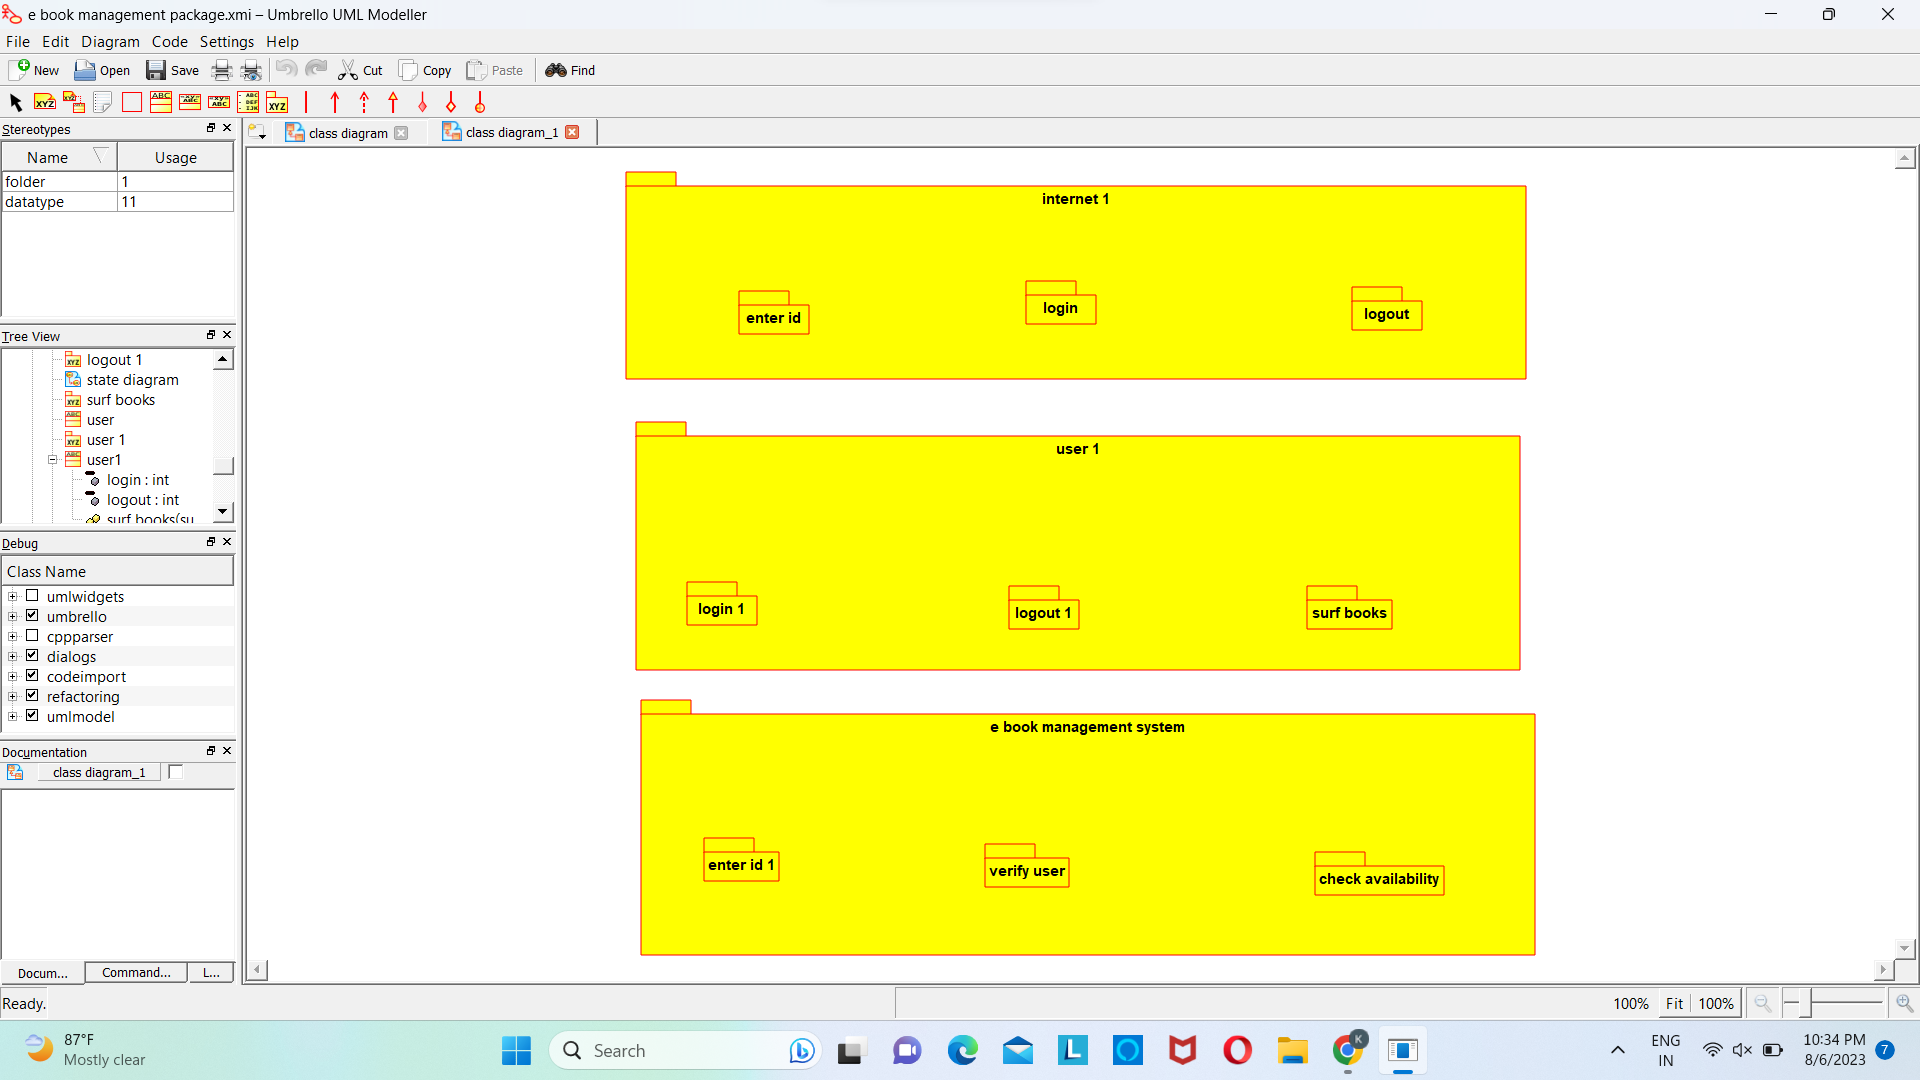 e book management package.xmi – Umbrello UML Modeller
File Edit Diagram Code Settings Help
New Open Save Cut Copy Paste Find
Stereotypes
Name Usage
folder 1
datatype 11
Tree View
logout 1
state diagram
surf books
user
user 1
user1
login : int
logout : int
surf books(su
Debug
Class Name
umlwidgets
umbrello
cppparser
dialogs
codeimport
refactoring
umlmodel
Documentation
class diagram_1
Docum... Command... L...
class diagram class diagram_1
internet 1
enter id login logout
user 1
login 1 logout 1 surf books
e book management system
enter id 1 verify user check availability
Ready.
100% Fit 100%
87°F
Mostly clear
Search
ENG
IN
10:34 PM
8/6/2023
7